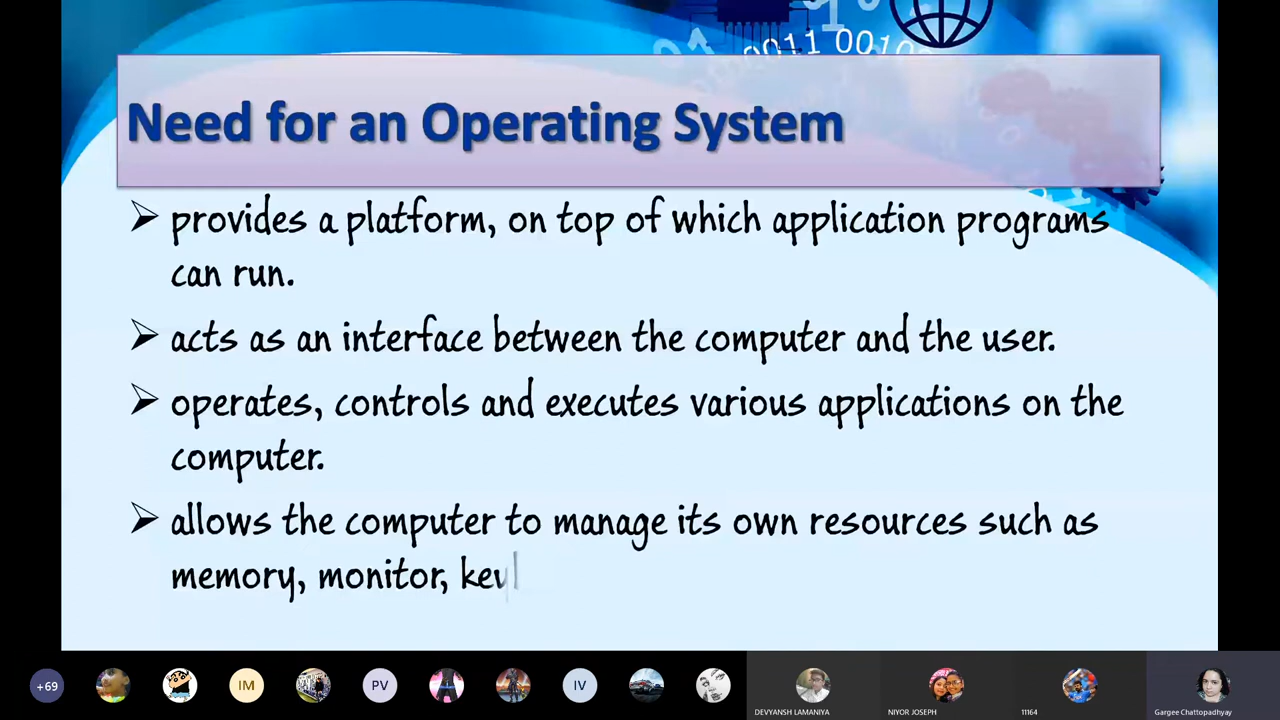 0011 00100
Need for an Operating System
➢ provides a platform, on top of which application programs
can run.
➢ acts as an interface between the computer and the user.
➢ operates, controls and executes various applications on the
computer.
➢ allows the computer to manage its own resources such as
memory, monitor, key
+69
IM
PV
IV
DEVYANSH LAMANIYA
NIYOR JOSEPH
11164
Gargee Chattopadhyay